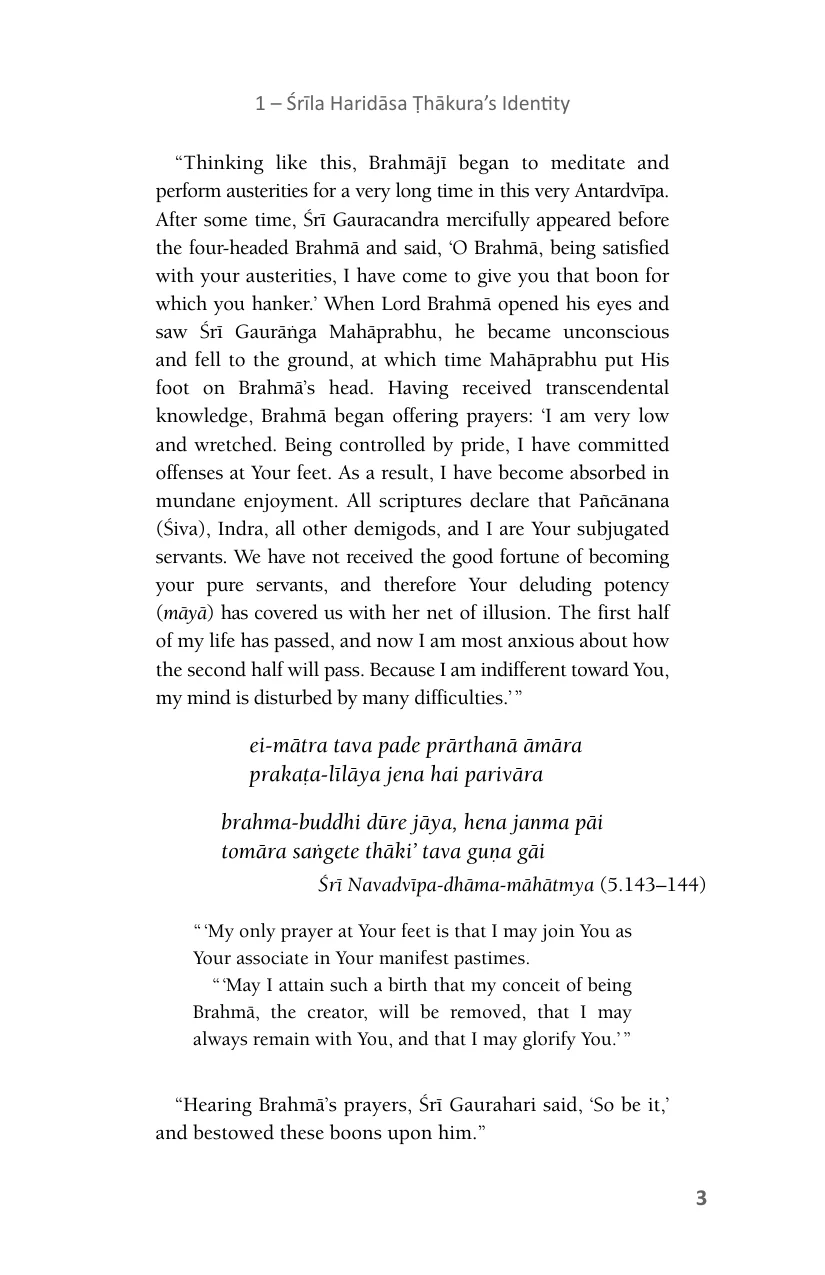 1 – Śrīla Haridāsa Ṭhākura’s Identity
“Thinking like this, Brahmājī began to meditate and
perform austerities for a very long time in this very Antardvīpa.
After some time, Śrī Gauracandra mercifully appeared before
the four-headed Brahmā and said, ‘O Brahmā, being satisfied
with your austerities, I have come to give you that boon for
which you hanker.’ When Lord Brahmā opened his eyes and
saw Śrī Gaurāṅga Mahāprabhu, he became unconscious
and fell to the ground, at which time Mahāprabhu put His
foot on Brahmā’s head. Having received transcendental
knowledge, Brahmā began offering prayers: ‘I am very low
and wretched. Being controlled by pride, I have committed
offenses at Your feet. As a result, I have become absorbed in
mundane enjoyment. All scriptures declare that Pañcānana
(Śiva), Indra, all other demigods, and I are Your subjugated
servants. We have not received the good fortune of becoming
your pure servants, and therefore Your deluding potency
(māyā) has covered us with her net of illusion. The first half
of my life has passed, and now I am most anxious about how
the second half will pass. Because I am indifferent toward You,
my mind is disturbed by many difficulties.’ ”
ei-mātra tava pade prārthanā āmāra
prakaṭa-līlāya jena hai parivāra
brahma-buddhi dūre jāya, hena janma pāi
tomāra saṅgete thāki’ tava guṇa gāi
Śrī Navadvīpa-dhāma-māhātmya (5.143–144)
“ ‘My only prayer at Your feet is that I may join You as
Your associate in Your manifest pastimes.
“ ‘May I attain such a birth that my conceit of being
Brahmā, the creator, will be removed, that I may
always remain with You, and that I may glorify You.’ ”
“Hearing Brahmā’s prayers, Śrī Gaurahari said, ‘So be it,’
and bestowed these boons upon him.”
3